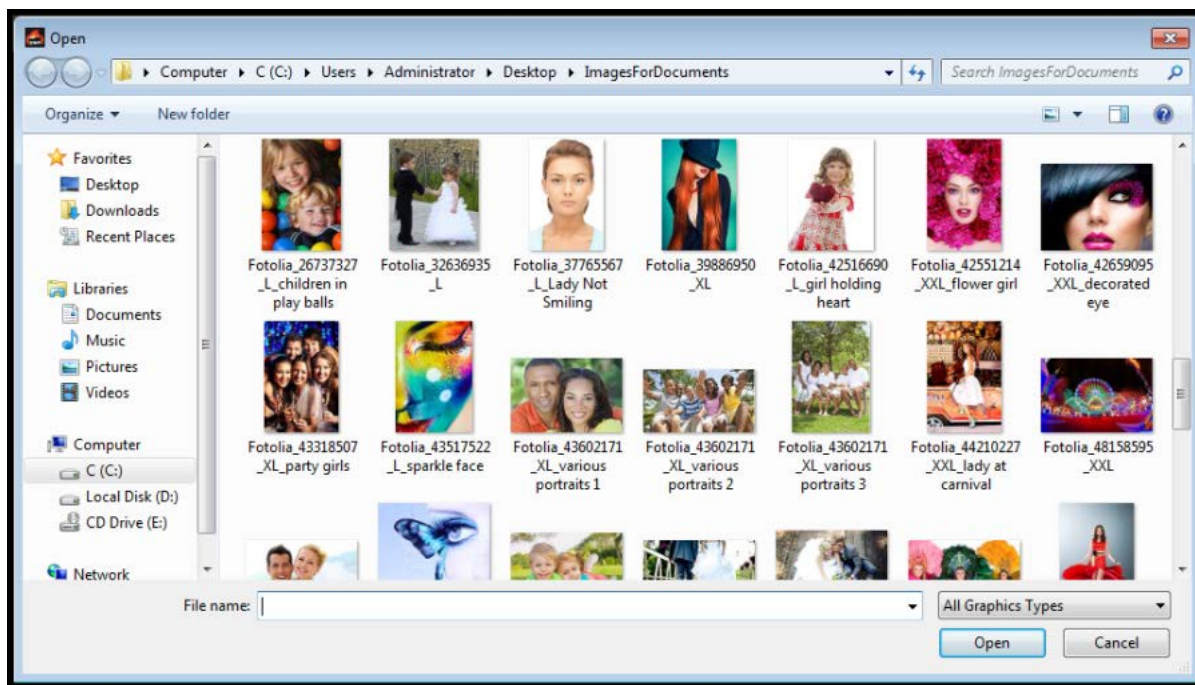 Open
Computer C (C:) Users Administrator Desktop ImagesForDocuments
Search ImagesForDocuments
Organize New folder
Favorites
Desktop
Downloads
Recent Places
Libraries
Documents
Music
Pictures
Videos
Computer
C (C:)
Local Disk (D:)
CD Drive (E:)
Network
Fotolia_26737327
_L_children in
play balls
Fotolia_32636935
_L
Fotolia_37765567
_L_Lady Not
Smiling
Fotolia_39886950
_XL
Fotolia_42516690
_L_girl holding
heart
Fotolia_42551214
_XXL_flower girl
Fotolia_42659095
_XXL_decorated
eye
Fotolia_43318507
_XL_party girls
Fotolia_43517522
_L_sparkle face
Fotolia_43602171
_XL_various
portraits 1
Fotolia_43602171
_XL_various
portraits 2
Fotolia_43602171
_XL_various
portraits 3
Fotolia_44210227
_XXL_lady at
carnival
Fotolia_48158595
_XXL
File name:
All Graphics Types
Open Cancel